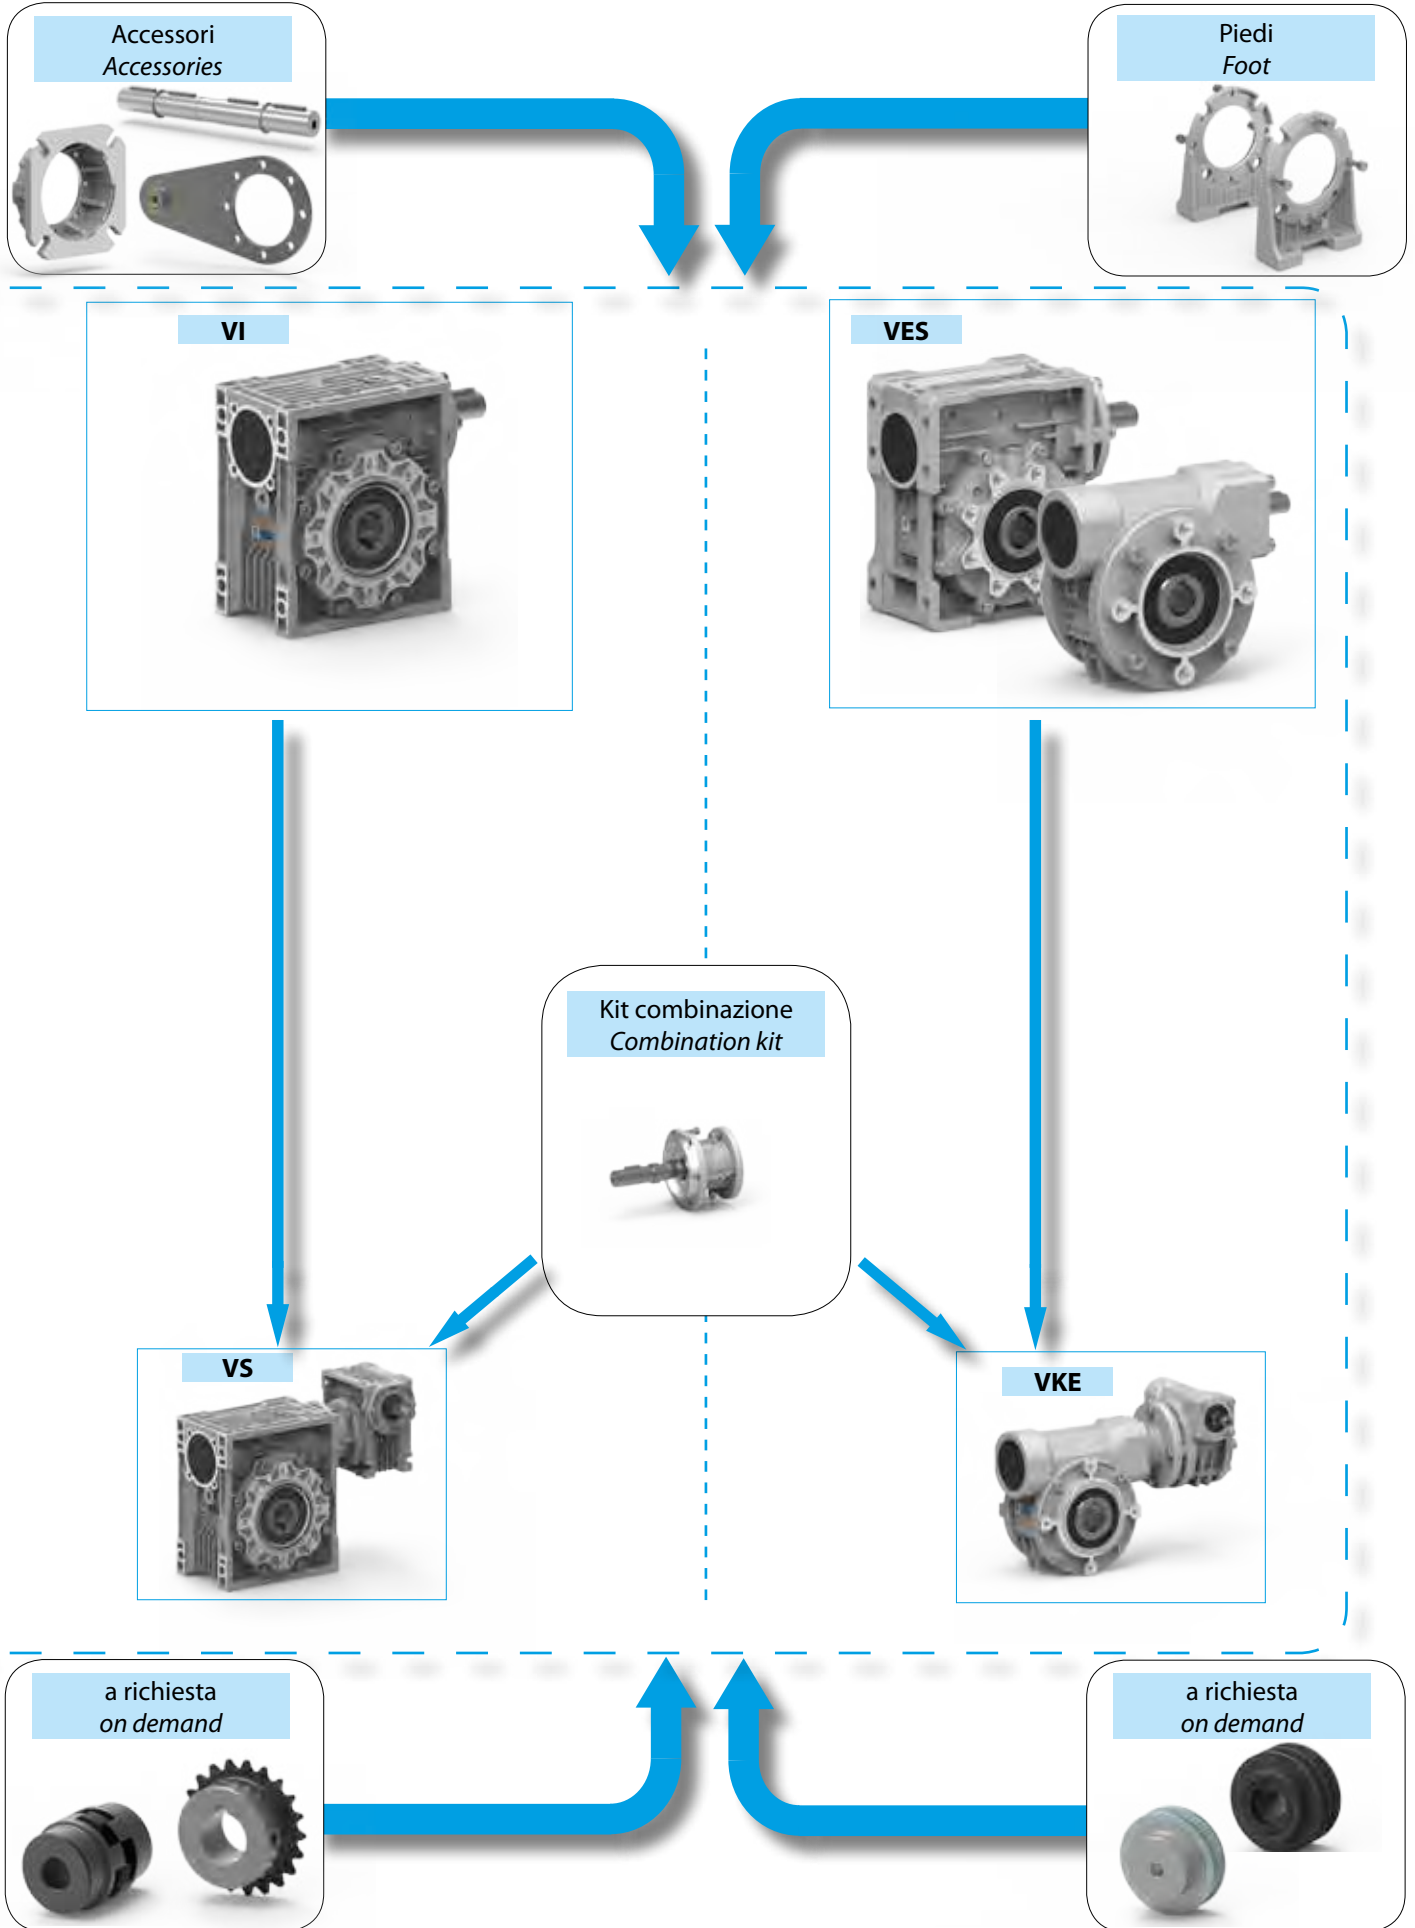 Accessori
Accessories
Piedi
Foot
VI
VES
Kit combinazione
Combination kit
VS
VKE
a richiesta
on demand
a richiesta
on demand